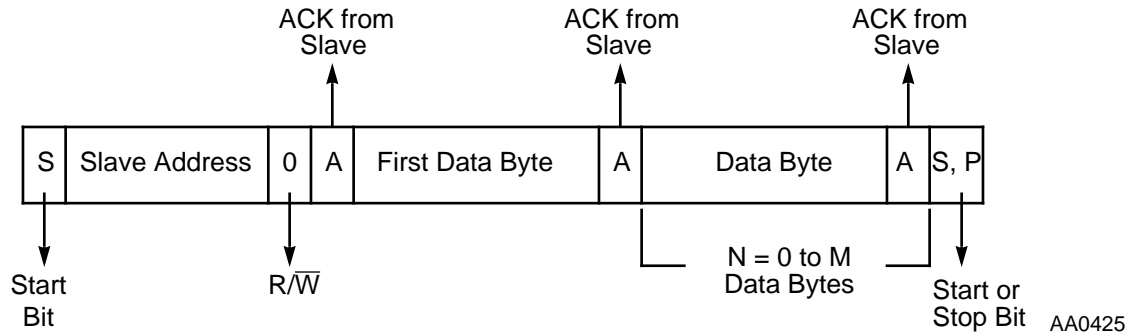 ACK from
Slave
ACK from
Slave
ACK from
Slave
S
Slave Address
0
A
First Data Byte
A
Data Byte
A
S, P
Start
Bit
R/W̅
N = 0 to M
Data Bytes
Start or
Stop Bit
AA0425